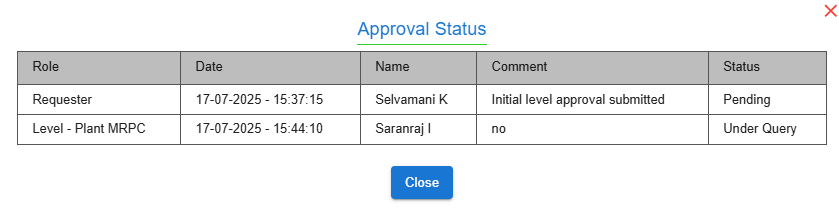 Approval Status
Role Date Name Comment Status
Requester 17-07-2025 - 15:37:15 Selvamani K Initial level approval submitted Pending
Level - Plant MRPC 17-07-2025 - 15:44:10 Saranraj I no Under Query
Close